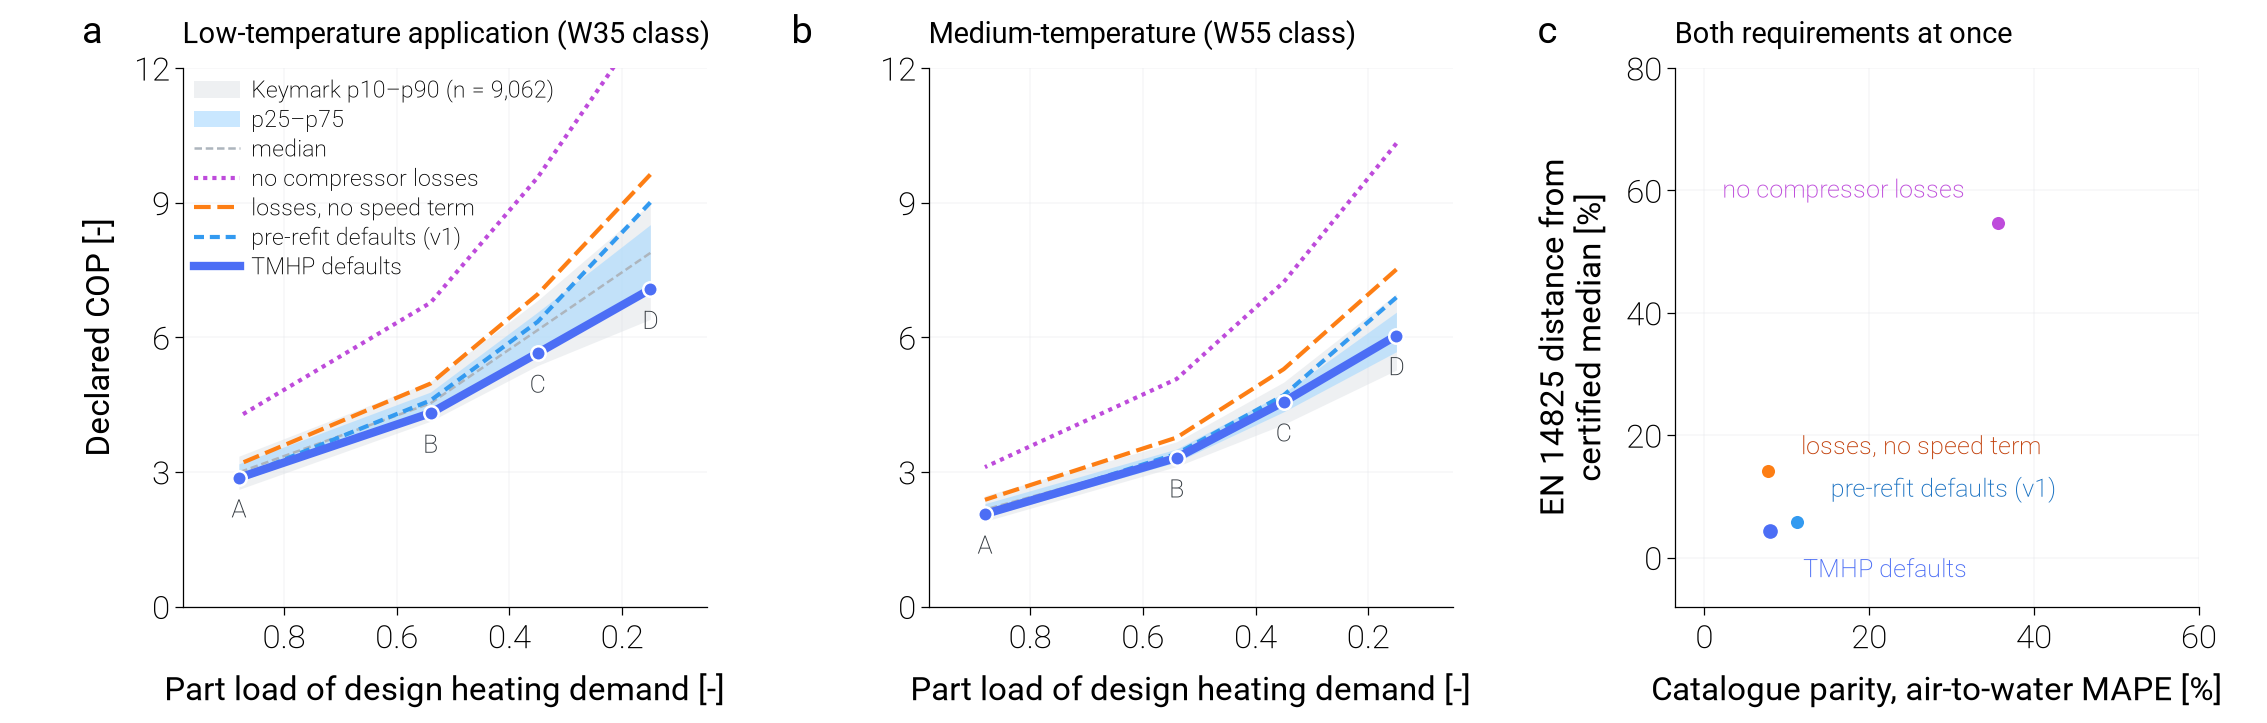 a
Low-temperature application (W35 class)
12
9
6
3
0
Declared COP [-]
Keymark p10–p90 (n = 9,062)
p25–p75
median
no compressor losses
losses, no speed term
pre-refit defaults (v1)
TMHP defaults
A
B
C
D
0.8
0.6
0.4
0.2
Part load of design heating demand [-]
b
Medium-temperature (W55 class)
12
9
6
3
0
A
B
C
D
0.8
0.6
0.4
0.2
Part load of design heating demand [-]
c
Both requirements at once
80
60
40
20
0
EN 14825 distance from
certified median [%]
no compressor losses
losses, no speed term
pre-refit defaults (v1)
TMHP defaults
0
20
40
60
Catalogue parity, air-to-water MAPE [%]